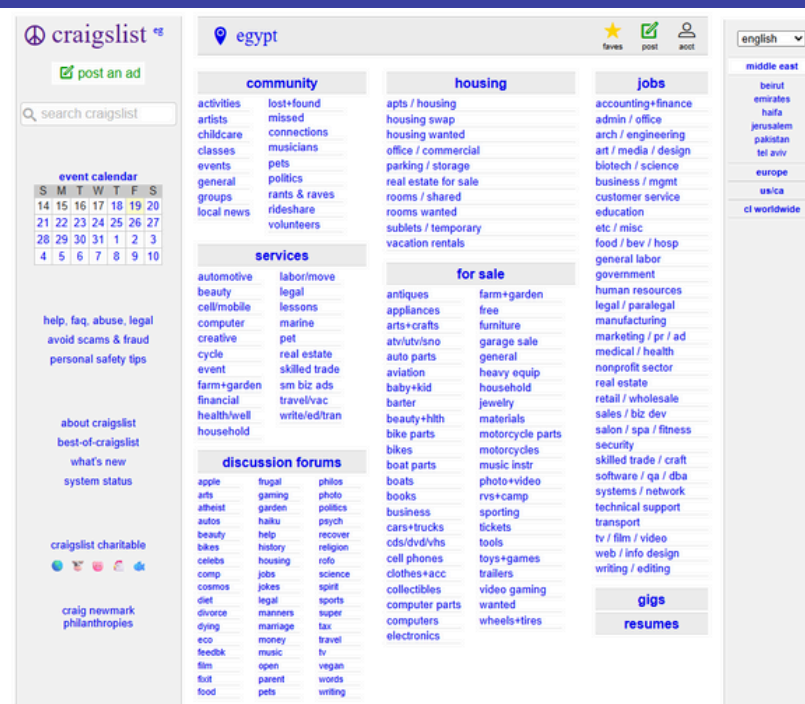 craigslist eg
post an ad
search craigslist
event calendar
S M T W T F S
14 15 16 17 18 19 20
21 22 23 24 25 26 27
28 29 30 31 1 2 3
4 5 6 7 8 9 10
help, faq, abuse, legal
avoid scams & fraud
personal safety tips
about craigslist
best-of-craigslist
what's new
system status
craigslist charitable
craig newmark
philanthropies
egypt
faves post acct
community
activities
artists
childcare
classes
events
general
groups
local news
lost+found
missed
connections
musicians
pets
politics
rants & raves
rideshare
volunteers
services
automotive
beauty
cell/mobile
computer
creative
cycle
event
farm+garden
financial
health/well
household
labor/move
legal
lessons
marine
pet
real estate
skilled trade
sm biz ads
travel/vac
write/ed/tran
discussion forums
apple
arts
atheist
autos
beauty
bikes
celebs
comp
cosmos
diet
divorce
dying
eco
feedbk
film
fixit
food
frugal
gaming
garden
haiku
help
history
housing
jobs
jokes
legal
manners
marriage
money
music
open
parent
pets
philos
photo
politics
psych
recover
religion
rofo
science
spirit
sports
super
tax
travel
tv
vegan
words
writing
housing
apts / housing
housing swap
housing wanted
office / commercial
parking / storage
real estate for sale
rooms / shared
rooms wanted
sublets / temporary
vacation rentals
for sale
antiques
appliances
arts+crafts
atv/utv/sno
auto parts
aviation
baby+kid
barter
beauty+hlth
bike parts
bikes
boat parts
boats
books
business
cars+trucks
cds/dvd/vhs
cell phones
clothes+acc
collectibles
computer parts
computers
electronics
farm+garden
free
furniture
garage sale
general
heavy equip
household
jewelry
materials
motorcycle parts
motorcycles
music instr
photo+video
rvs+camp
sporting
tickets
tools
toys+games
trailers
video gaming
wanted
wheels+tires
jobs
accounting+finance
admin / office
arch / engineering
art / media / design
biotech / science
business / mgmt
customer service
education
etc / misc
food / bev / hosp
general labor
government
human resources
legal / paralegal
manufacturing
marketing / pr / ad
medical / health
nonprofit sector
real estate
retail / wholesale
sales / biz dev
salon / spa / fitness
security
skilled trade / craft
software / qa / dba
systems / network
technical support
transport
tv / film / video
web / info design
writing / editing
gigs
resumes
english
middle east
beirut
emirates
haifa
jerusalem
pakistan
tel aviv
europe
us/ca
cl worldwide